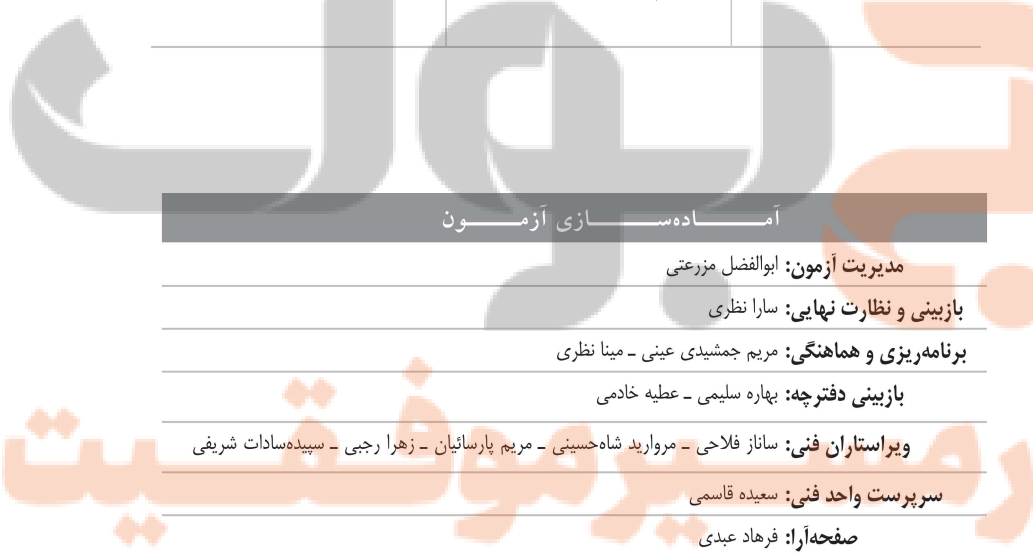 آمـــــاده‌ســـــازی آزمـــــون
مدیریت آزمون: ابوالفضل مزرعتی
بازبینی و نظارت نهایی: سارا نظری
برنامه‌ریزی و هماهنگی: مریم جمشیدی عینی ـ مینا نظری
بازبینی دفترچه: بهاره سلیمی ـ عطیه خادمی
ویراستاران فنی: ساناز فلاحی ـ مروارید شاه‌حسینی ـ مریم پارسائیان ـ زهرا رجبی ـ سپیده‌سادات شریفی
سرپرست واحد فنی: سعیده قاسمی
صفحه‌آرا: فرهاد عبدی